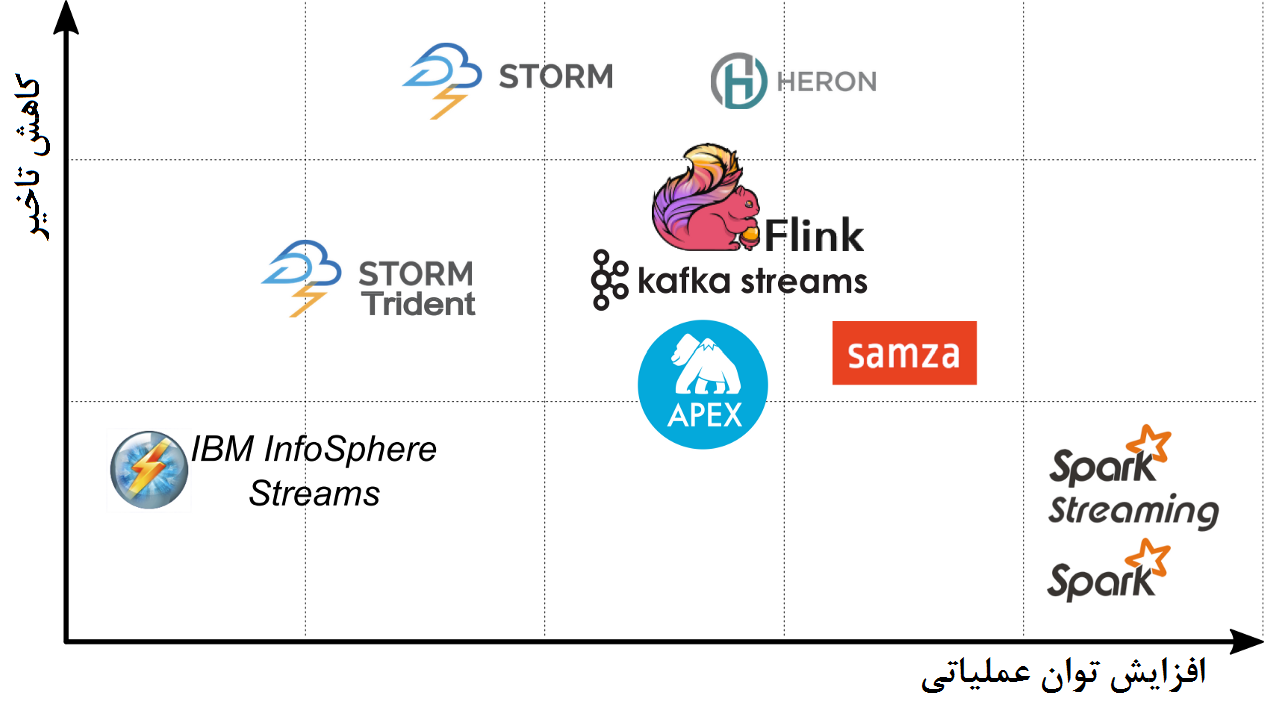 کاهش تاخیر
STORM
HERON
Flink
kafka streams
STORM
Trident
samza
APEX
IBM InfoSphere
Streams
Spark
Streaming
Spark
افزایش توان عملیاتی